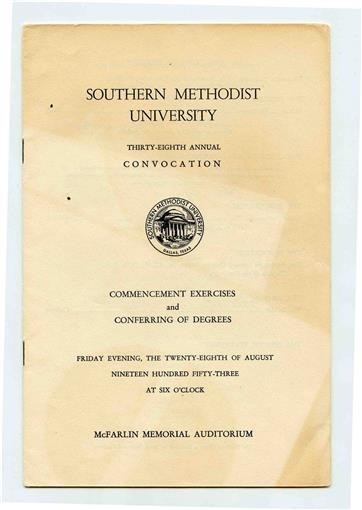 SOUTHERN METHODIST
UNIVERSITY
THIRTY-EIGHTH ANNUAL
CONVOCATION
SOUTHERN METHODIST UNIVERSITY
DALLAS, TEXAS
COMMENCEMENT EXERCISES
and
CONFERRING OF DEGREES
FRIDAY EVENING, THE TWENTY-EIGHTH OF AUGUST
NINETEEN HUNDRED FIFTY-THREE
AT SIX O'CLOCK
McFARLIN MEMORIAL AUDITORIUM